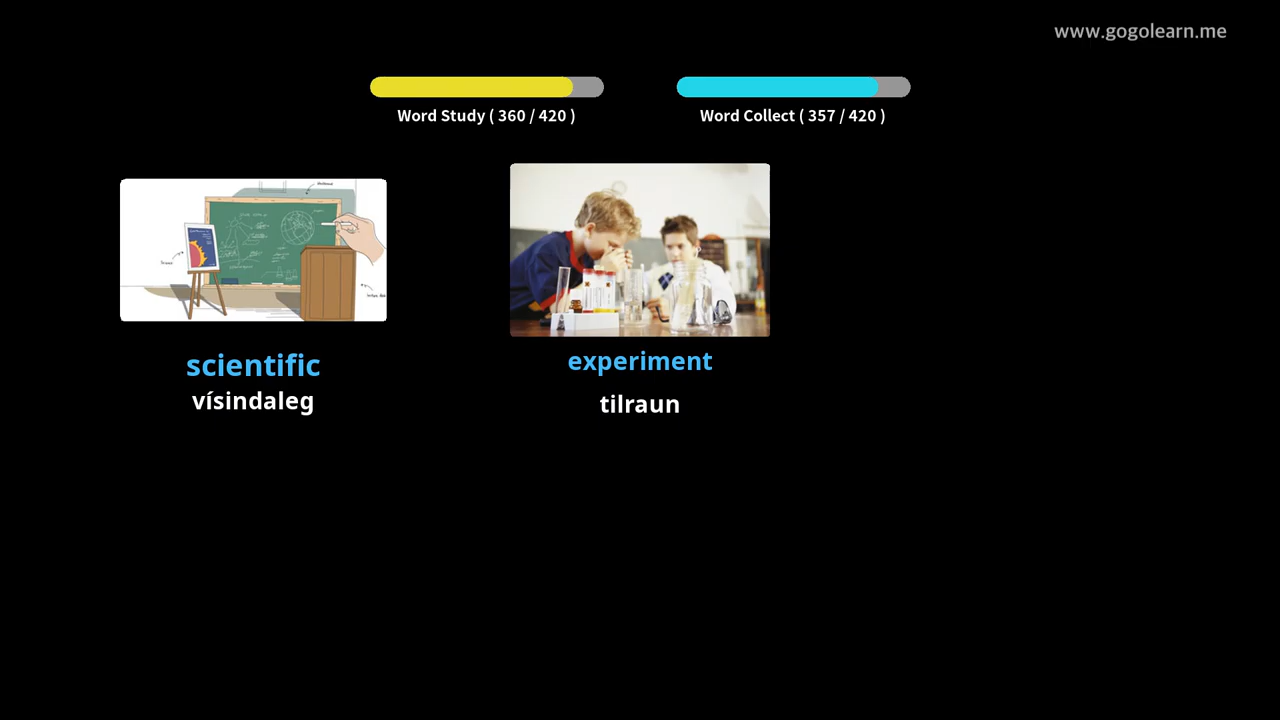 www.gogolearn.me
Word Study ( 360 / 420 )
Word Collect ( 357 / 420 )
scientific
vísindaleg
experiment
tilraun